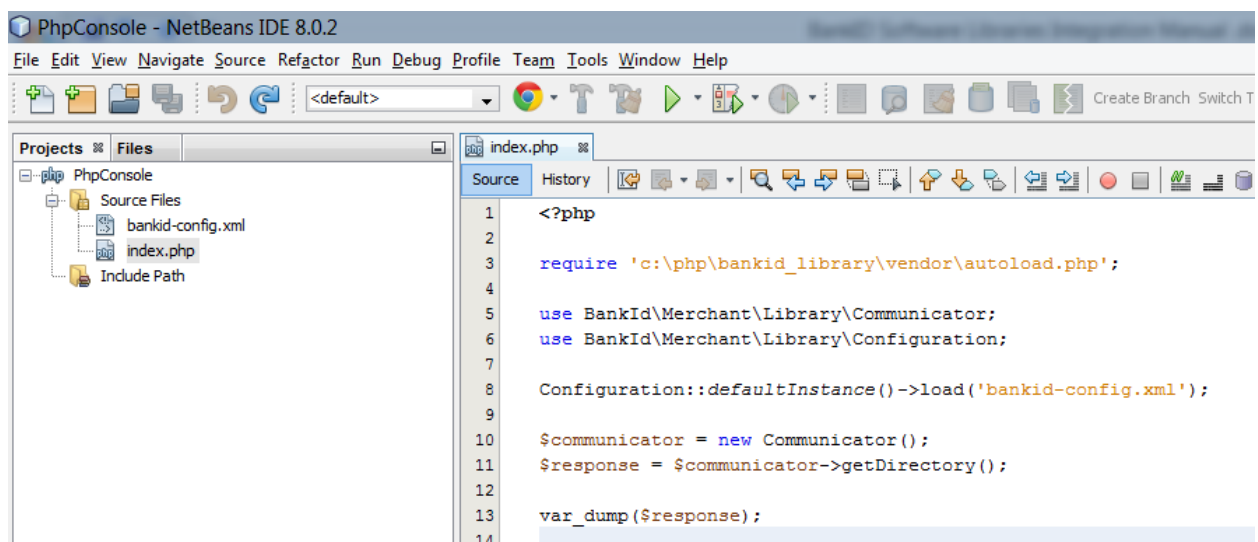 PhpConsole - NetBeans IDE 8.0.2
File Edit View Navigate Source Refactor Run Debug Profile Team Tools Window Help
<default> Create Branch Switch T
Projects Files
index.php
PhpConsole
Source Files
bankid-config.xml
index.php
Include Path
Source History
1 <?php
2
3 require 'c:\php\bankid_library\vendor\autoload.php';
4
5 use BankId\Merchant\Library\Communicator;
6 use BankId\Merchant\Library\Configuration;
7
8 Configuration::defaultInstance()->load('bankid-config.xml');
9
10 $communicator = new Communicator();
11 $response = $communicator->getDirectory();
12
13 var_dump($response);
14